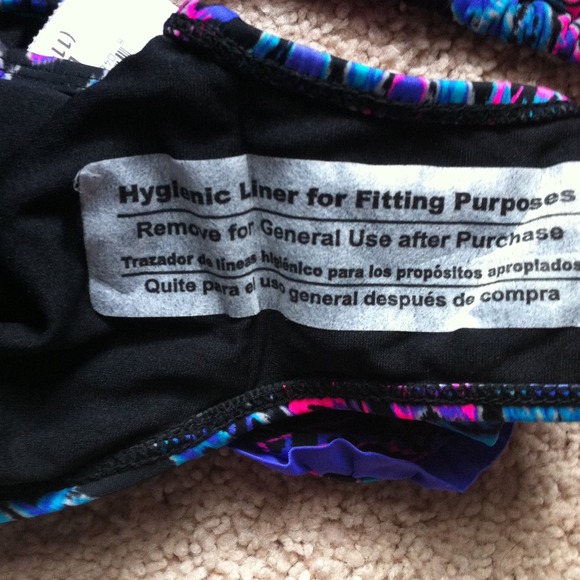 Hygienic Liner for Fitting Purposes
Remove for General Use after Purchase
Trazador de lineas higiénico para los propósitos apropiados
Quite para el uso general después de compra